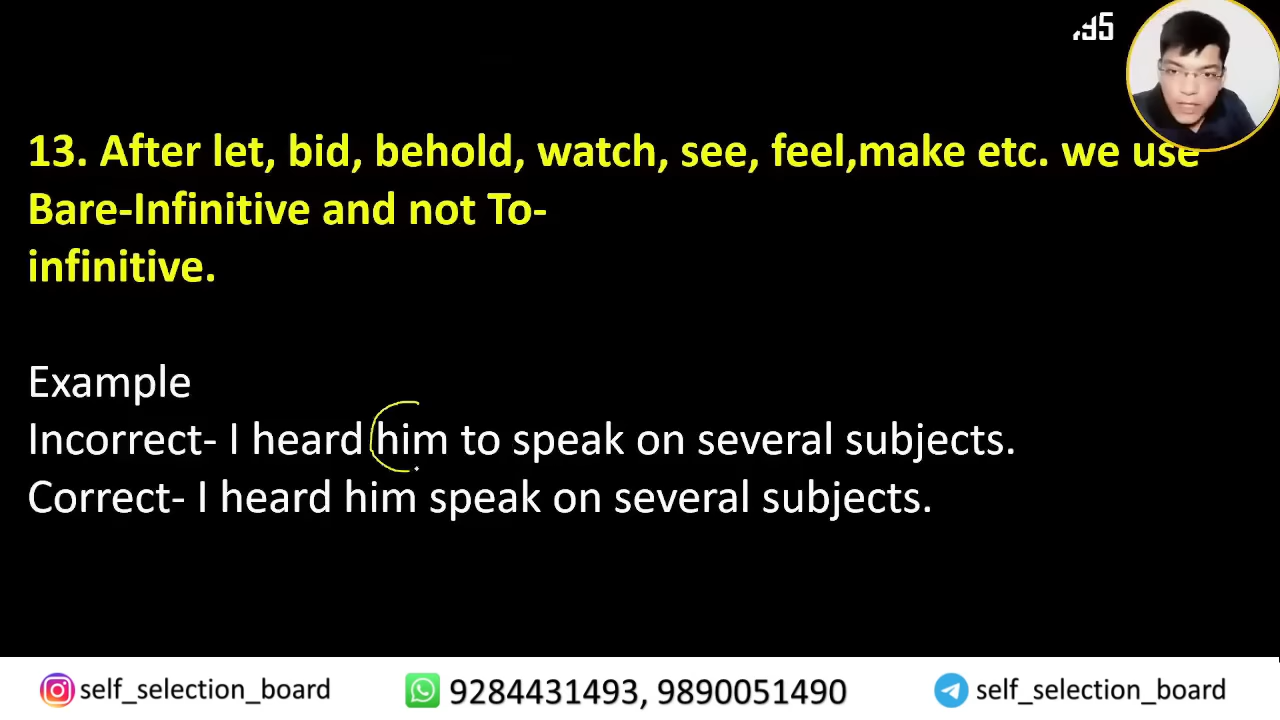 13. After let, bid, behold, watch, see, feel,make etc. we use
Bare-Infinitive and not To-
infinitive.
Example
Incorrect- I heard him to speak on several subjects.
Correct- I heard him speak on several subjects.
self_selection_board
9284431493, 9890051490
self_selection_board